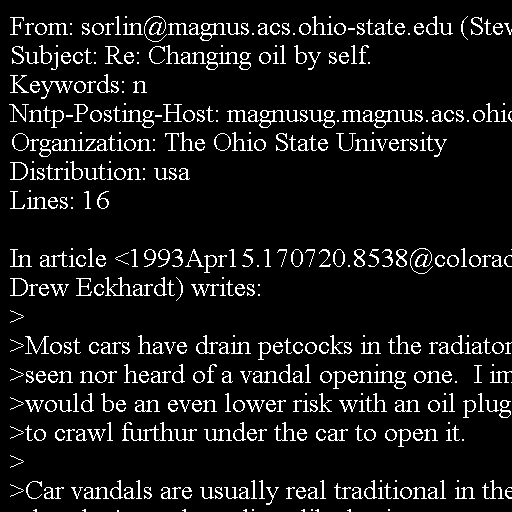 From: sorlin@magnus.acs.ohio-state.edu (Stev
Subject: Re: Changing oil by self.
Keywords: n
Nntp-Posting-Host: magnusug.magnus.acs.ohio
Organization: The Ohio State University
Distribution: usa
Lines: 16

In article <1993Apr15.170720.8538@colorad
Drew Eckhardt) writes:
>
>Most cars have drain petcocks in the radiator
>seen nor heard of a vandal opening one.  I im
>would be an even lower risk with an oil plug
>to crawl furthur under the car to open it.
>
>Car vandals are usually real traditional in the